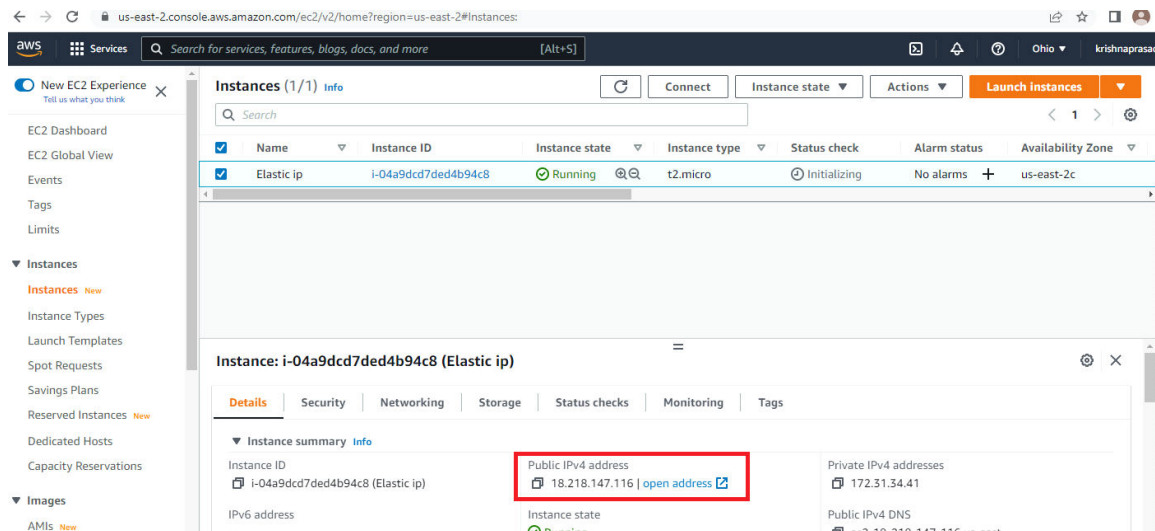 us-east-2.console.aws.amazon.com/ec2/v2/home?region=us-east-2#Instances:
aws Services Search for services, features, blogs, docs, and more [Alt+S] Ohio krishnaprasad
New EC2 Experience
Tell us what you think
EC2 Dashboard
EC2 Global View
Events
Tags
Limits
Instances
Instances New
Instance Types
Launch Templates
Spot Requests
Savings Plans
Reserved Instances New
Dedicated Hosts
Capacity Reservations
Images
AMIs New
Instances (1/1) Info Connect Instance state Actions Launch instances
Search 1
Name Instance ID Instance state Instance type Status check Alarm status Availability Zone
Elastic ip i-04a9dcd7ded4b94c8 Running t2.micro Initializing No alarms + us-east-2c
Instance: i-04a9dcd7ded4b94c8 (Elastic ip)
Details Security Networking Storage Status checks Monitoring Tags
Instance summary Info
Instance ID Public IPv4 address Private IPv4 addresses
i-04a9dcd7ded4b94c8 (Elastic ip) 18.218.147.116 | open address 172.31.34.41
IPv6 address Instance state Public IPv4 DNS
Running